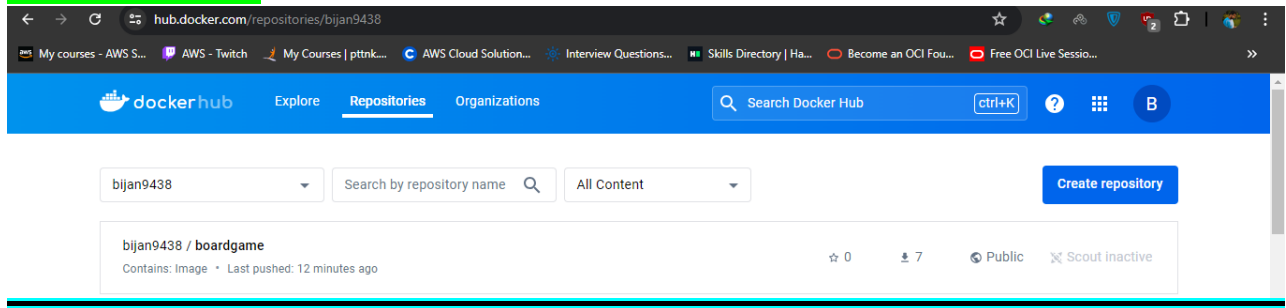 hub.docker.com/repositories/bijan9438
2
My courses - AWS S... AWS - Twitch My Courses | pttnk.... AWS Cloud Solution... Interview Questions... Skills Directory | Ha... Become an OCI Fou... Free OCI Live Sessio... »
dockerhub Explore Repositories Organizations Search Docker Hub ctrl+K ? B
bijan9438 Search by repository name All Content Create repository
bijan9438 / boardgame
Contains: Image • Last pushed: 12 minutes ago 0 7 Public Scout inactive